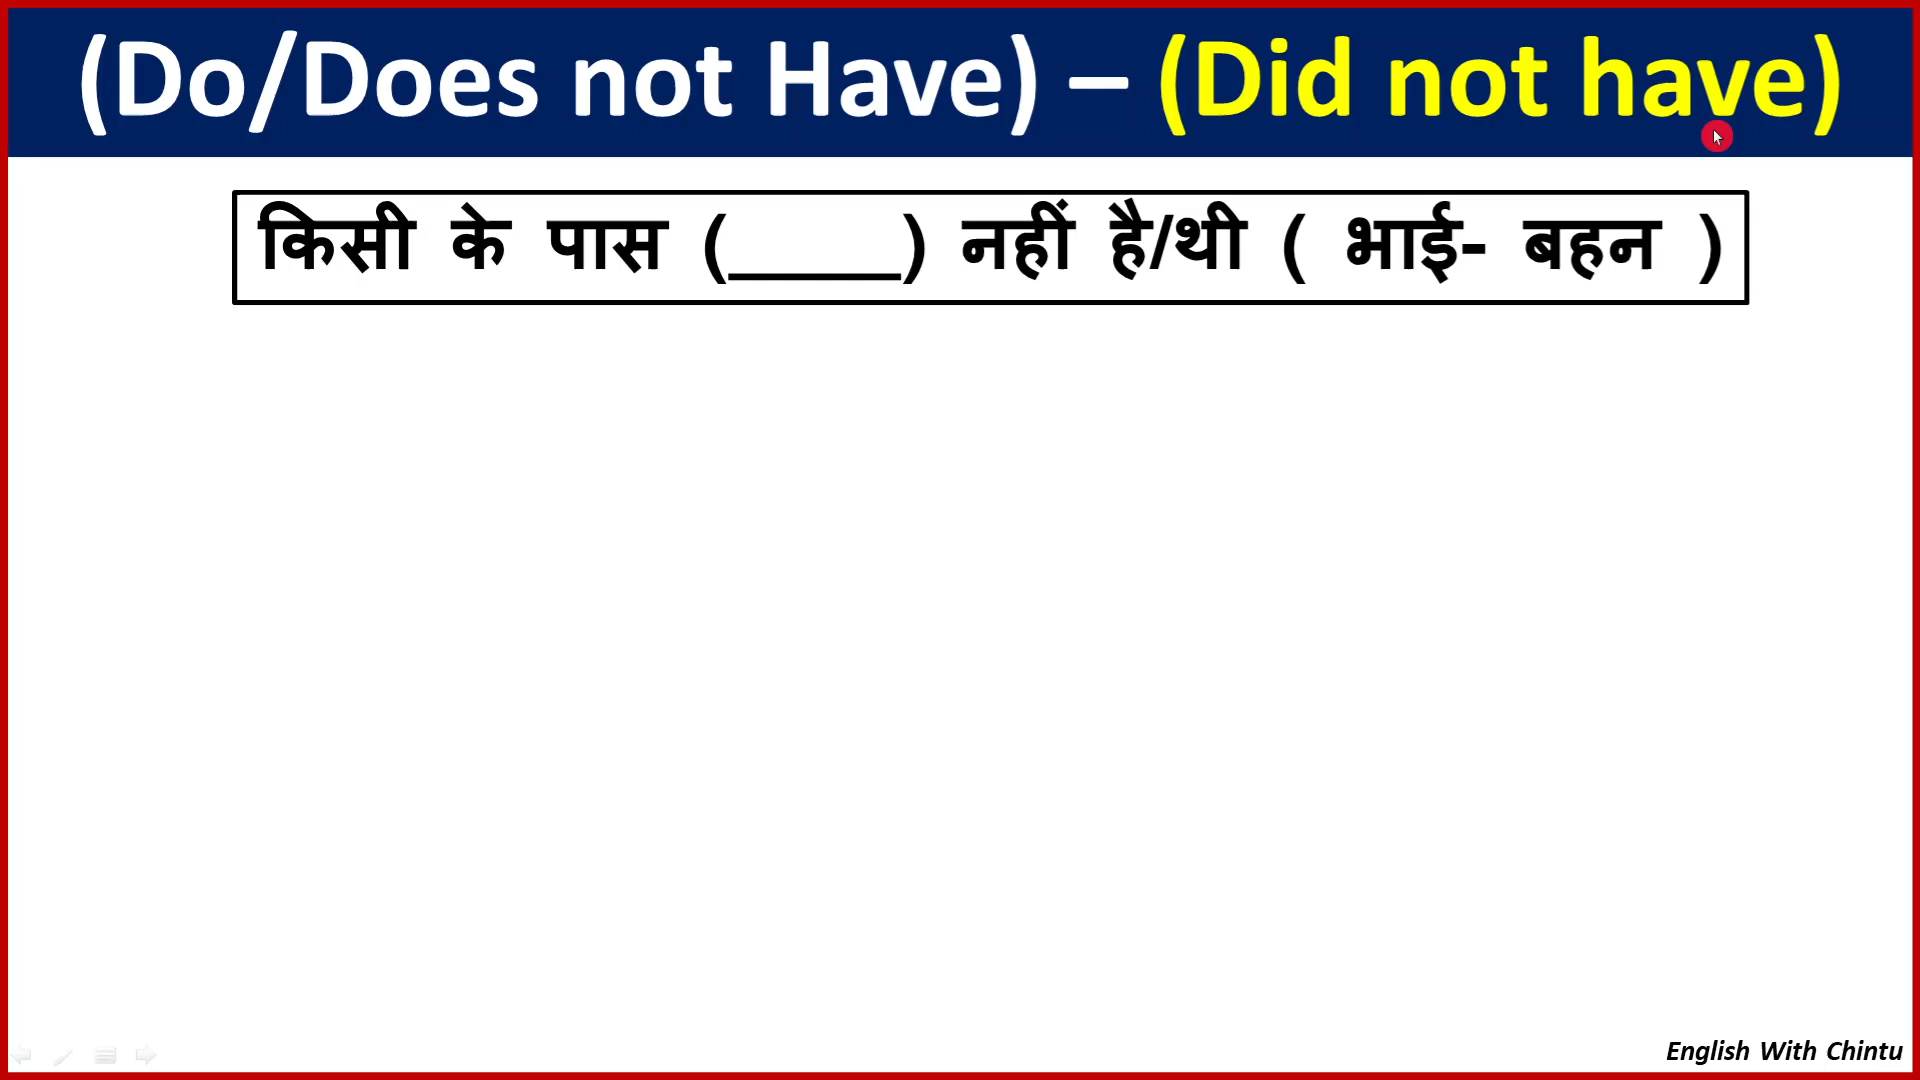 (Do/Does not Have) – (Did not have)
किसी के पास (_____) नहीं है/थी ( भाई- बहन )
English With Chintu